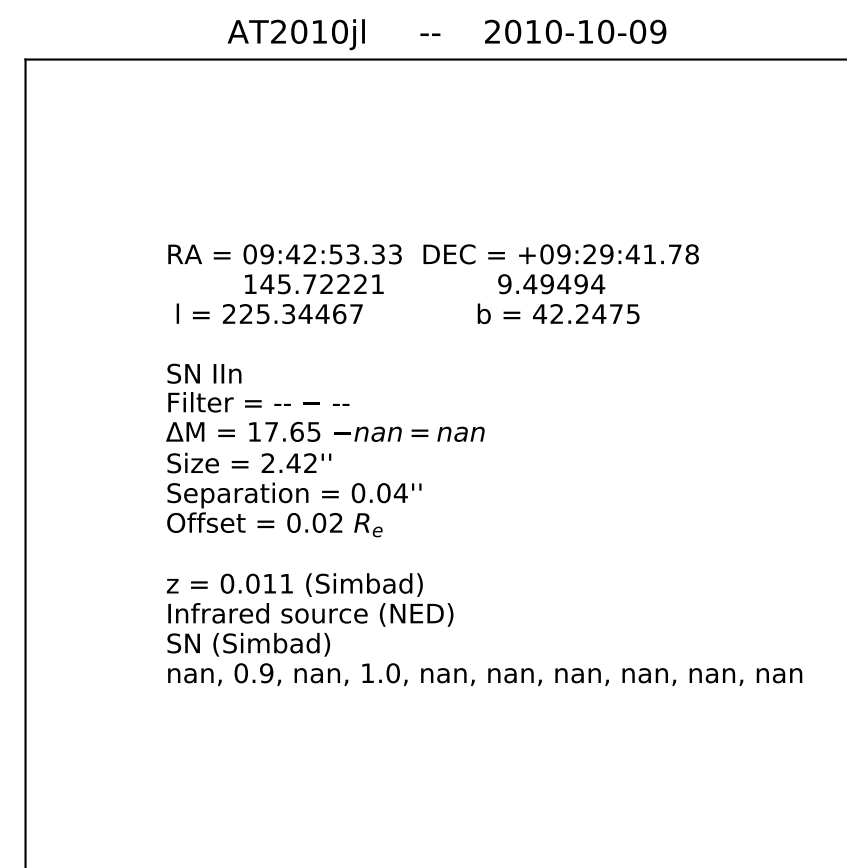 AT2010jl -- 2010-10-09
RA = 09:42:53.33 DEC = +09:29:41.78
145.72221 9.49494
l = 225.34467 b = 42.2475
SN IIn
Filter = -- − --
ΔM = 17.65 −nan = nan
Size = 2.42''
Separation = 0.04''
Offset = 0.02 Rₑ
z = 0.011 (Simbad)
Infrared source (NED)
SN (Simbad)
nan, 0.9, nan, 1.0, nan, nan, nan, nan, nan, nan